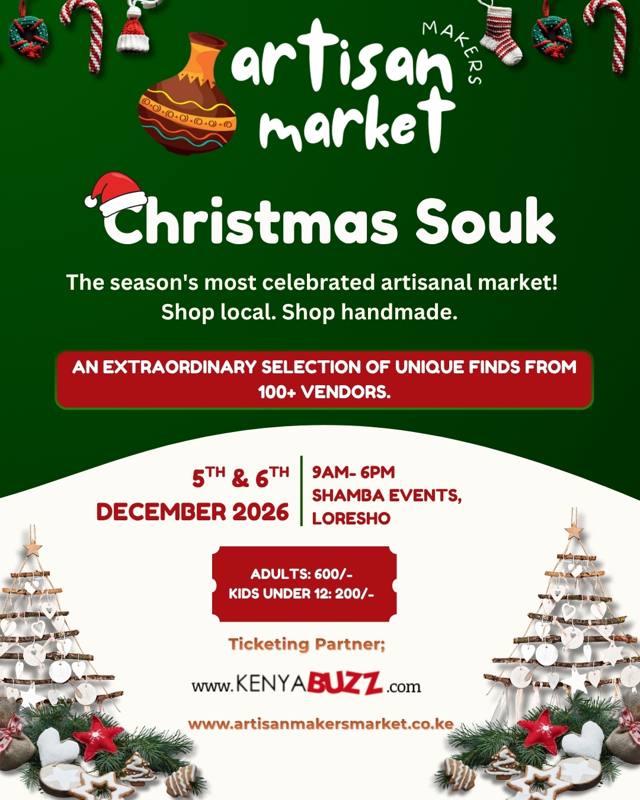 artisan
MAKERS
market
Christmas Souk
The season's most celebrated artisanal market!
Shop local. Shop handmade.
AN EXTRAORDINARY SELECTION OF UNIQUE FINDS FROM
100+ VENDORS.
5TH & 6TH
DECEMBER 2026
9AM- 6PM
SHAMBA EVENTS,
LORESHO
ADULTS: 600/-
KIDS UNDER 12: 200/-
Ticketing Partner;
www.KENYABUZZ.com
www.artisanmakersmarket.co.ke